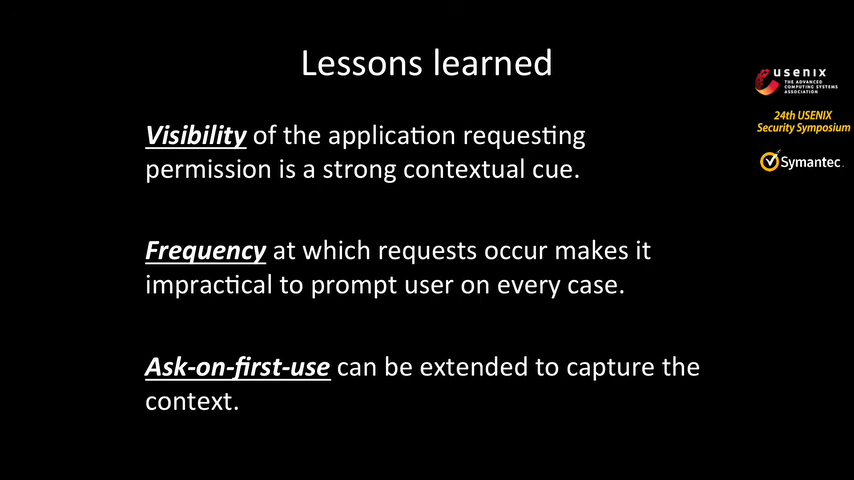 Lessons learned
Visibility of the application requesting
permission is a strong contextual cue.
Frequency at which requests occur makes it
impractical to prompt user on every case.
Ask-on-first-use can be extended to capture the
context.
usenix
THE ADVANCED
COMPUTING SYSTEMS
ASSOCIATION
24th USENIX
Security Symposium
Symantec.